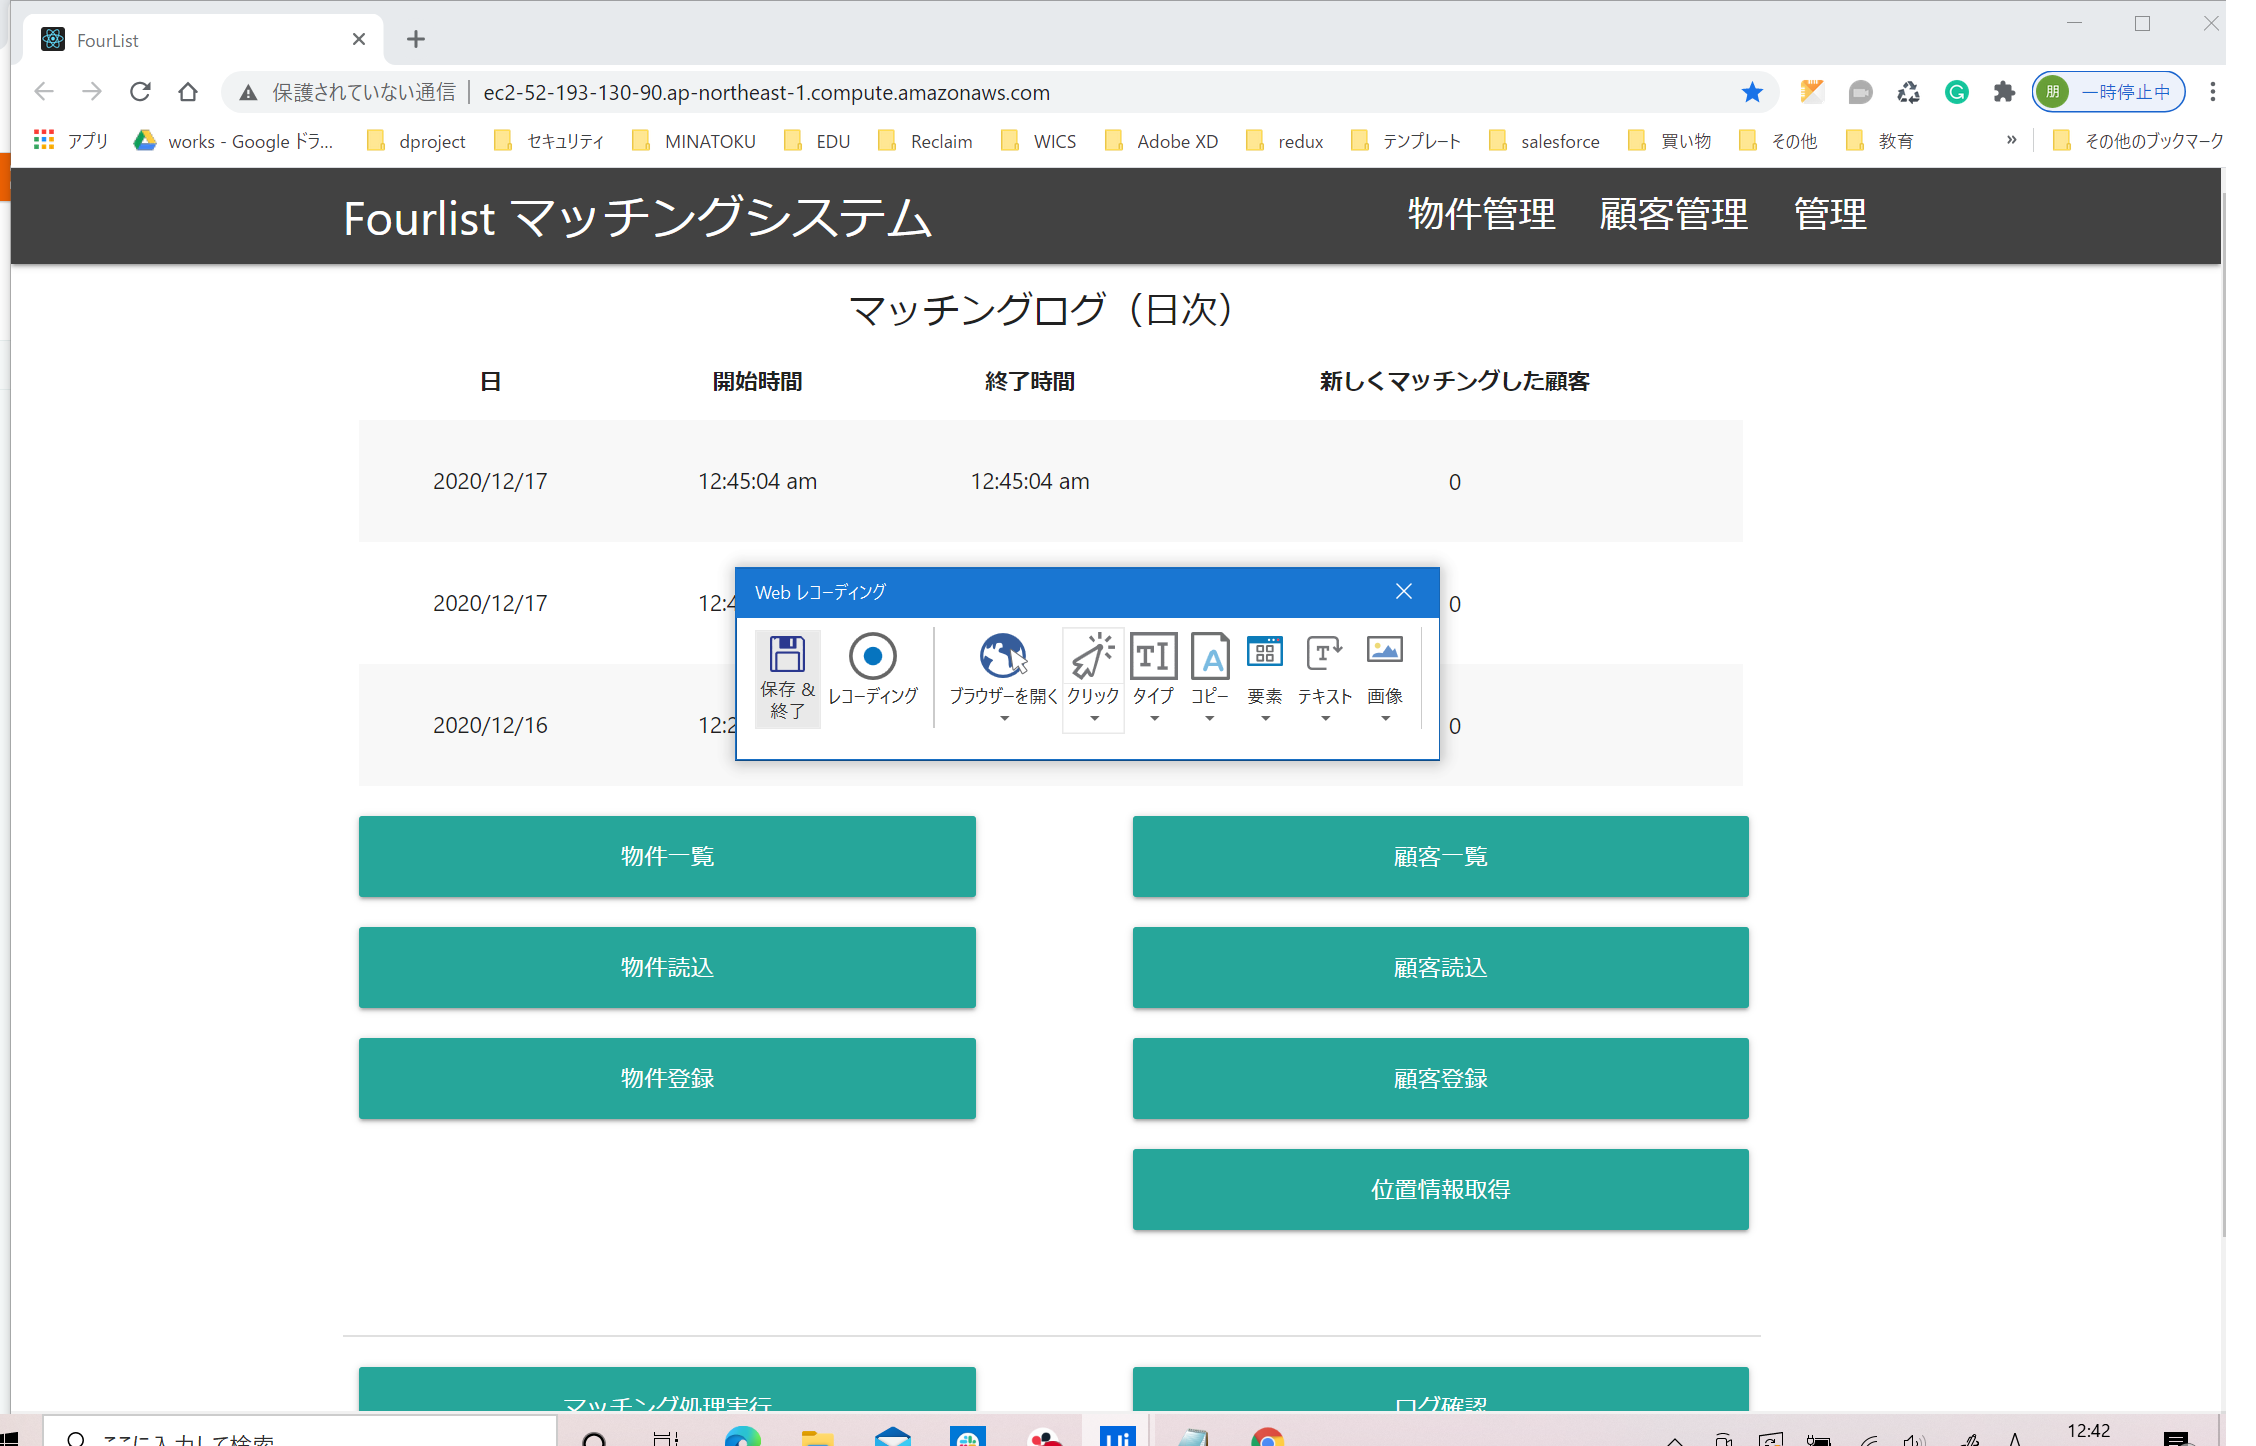 FourList
保護されていない通信 ec2-52-193-130-90.ap-northeast-1.compute.amazonaws.com 朋 一時停止中
アプリ works - Google ドラ... dproject セキュリティ MINATOKU EDU Reclaim WICS Adobe XD redux テンプレート salesforce 買い物 その他 教育 » その他のブックマーク
Fourlist マッチングシステム 物件管理 顧客管理 管理
マッチングログ（日次）
日 開始時間 終了時間 新しくマッチングした顧客
2020/12/17 12:45:04 am 12:45:04 am 0
2020/12/17 12:4 0
2020/12/16 12:2 0
Web レコーディング
保存 &
終了
レコーディング ブラウザーを開く クリック タイプ コピー 要素 テキスト 画像
物件一覧 顧客一覧
物件読込 顧客読込
物件登録 顧客登録
位置情報取得
マッチング処理実行 ログ確認
ここに入力して検索 Ui A 12:42